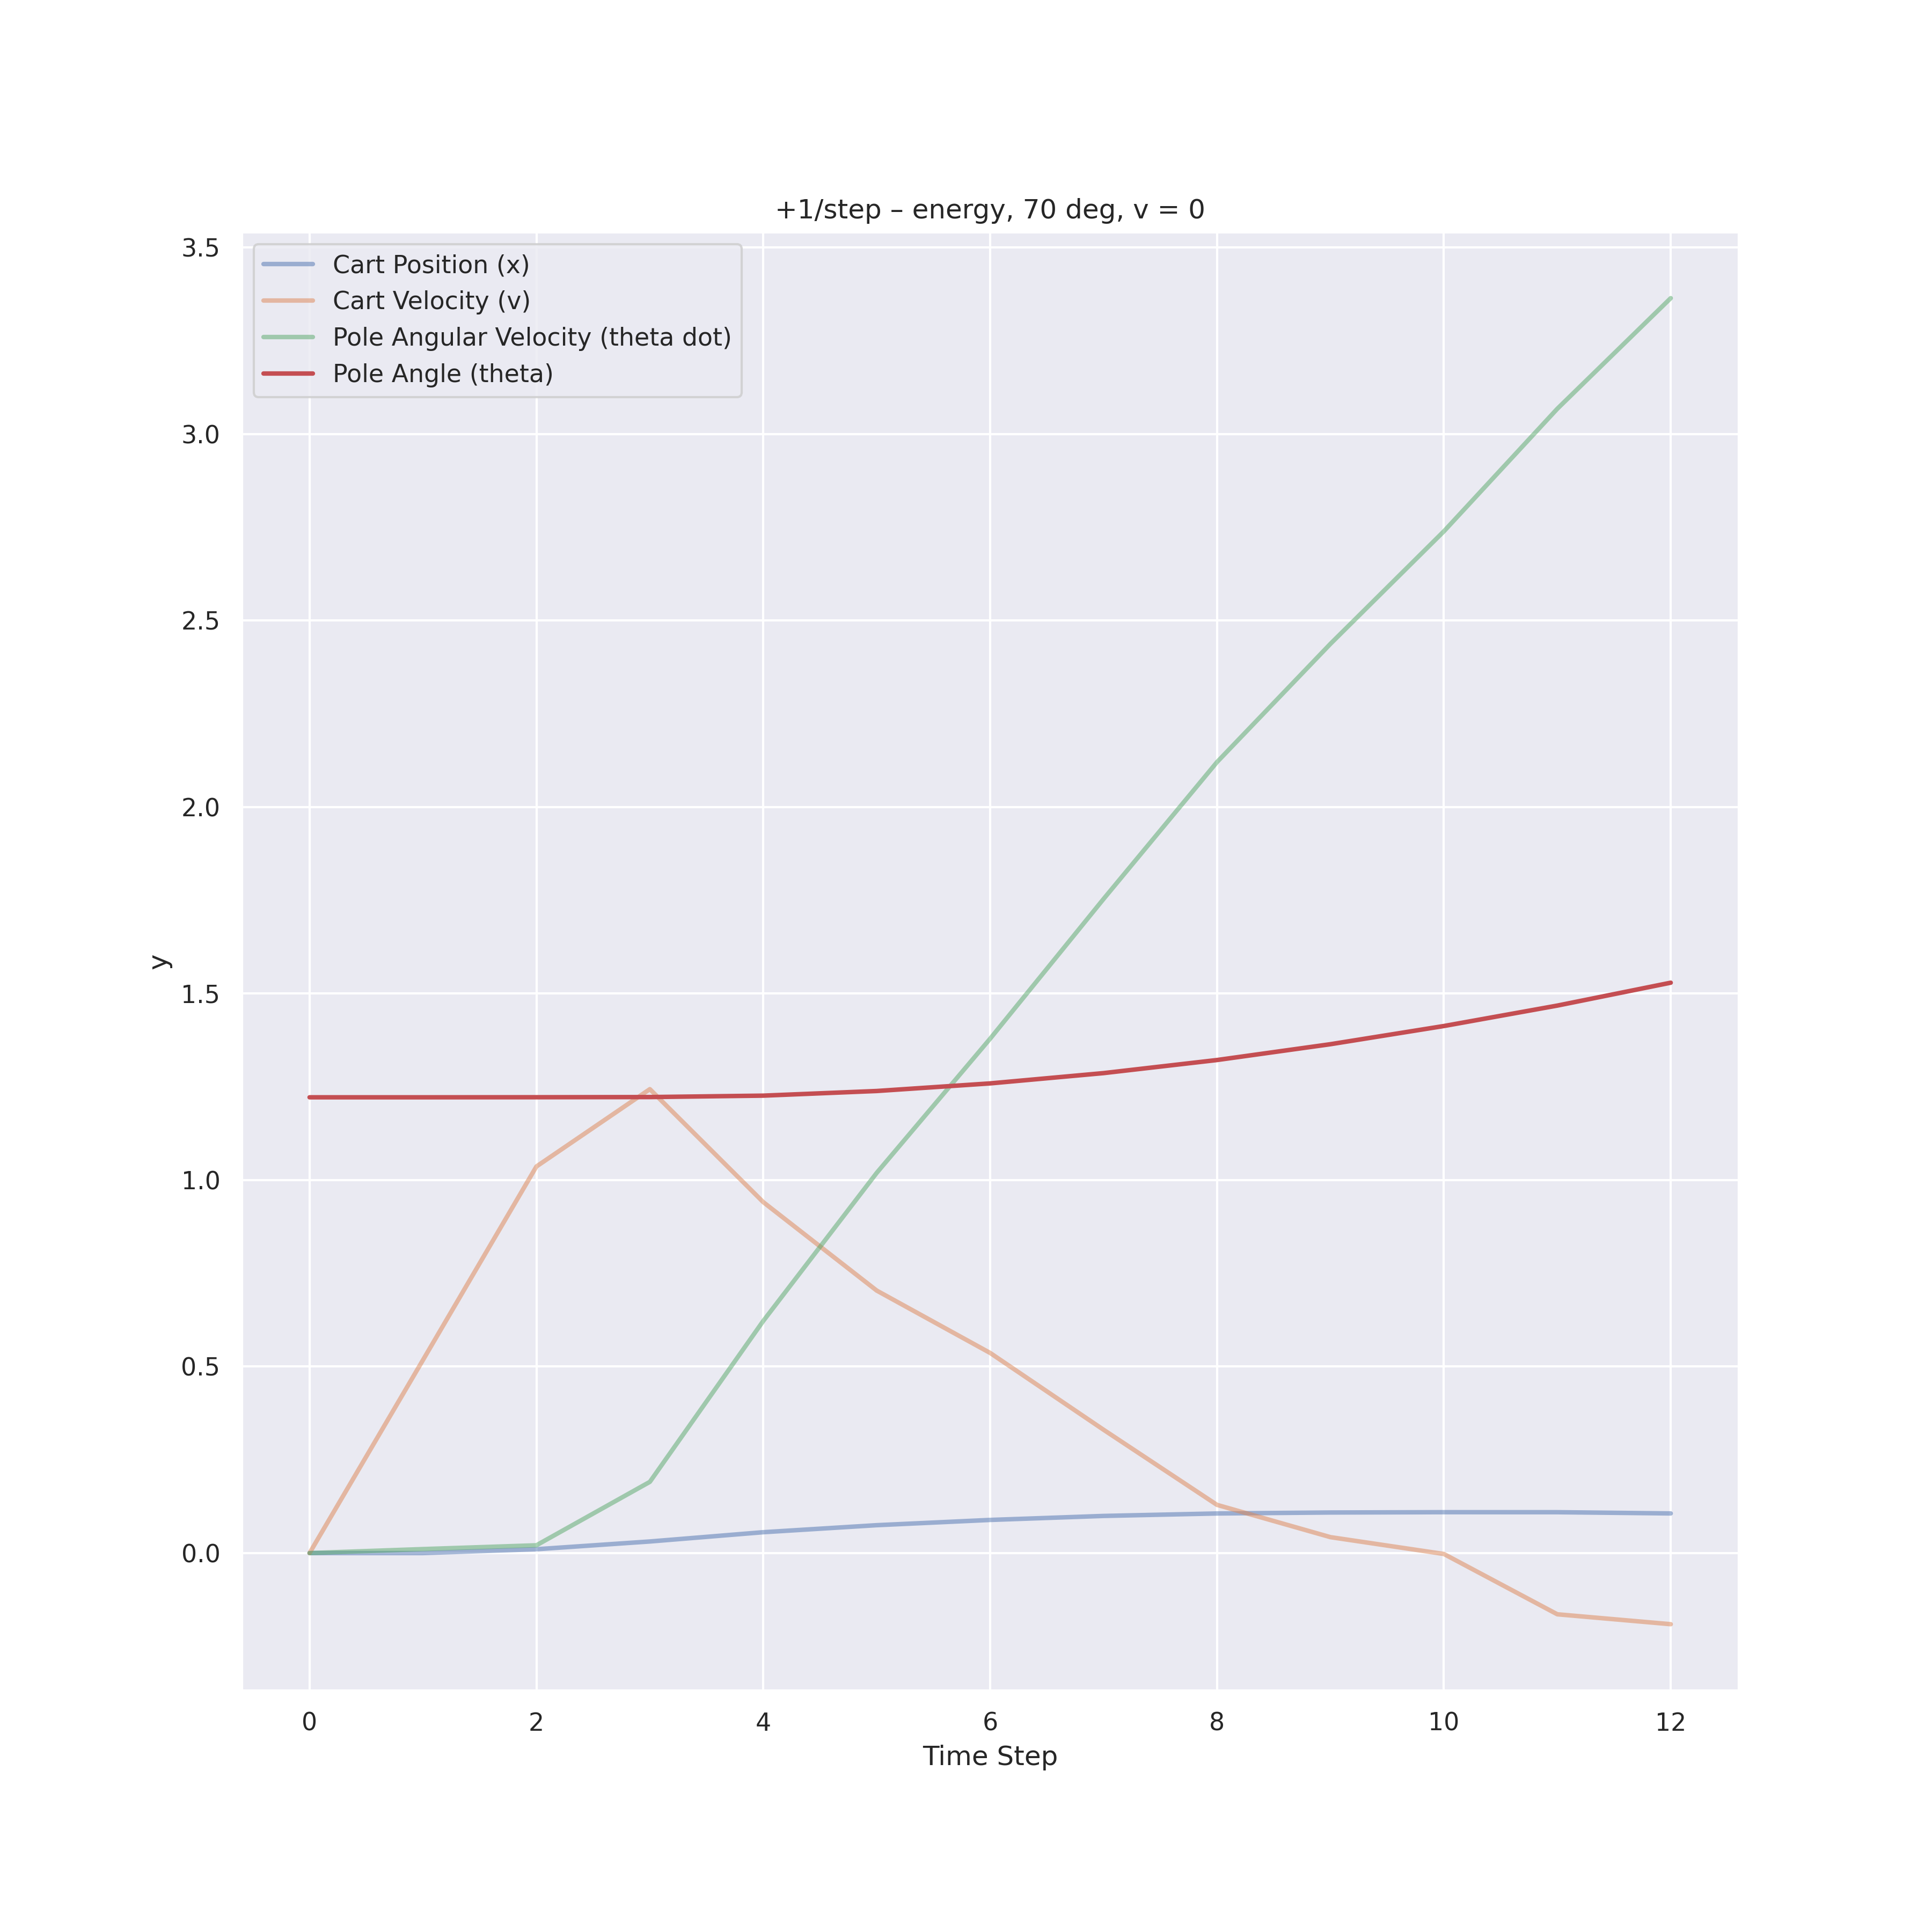 +1/step – energy, 70 deg, v = 0
3.5
3.0
2.5
2.0
1.5
1.0
0.5
0.0
y
Cart Position (x)
Cart Velocity (v)
Pole Angular Velocity (theta dot)
Pole Angle (theta)
0 2 4 6 8 10 12
Time Step